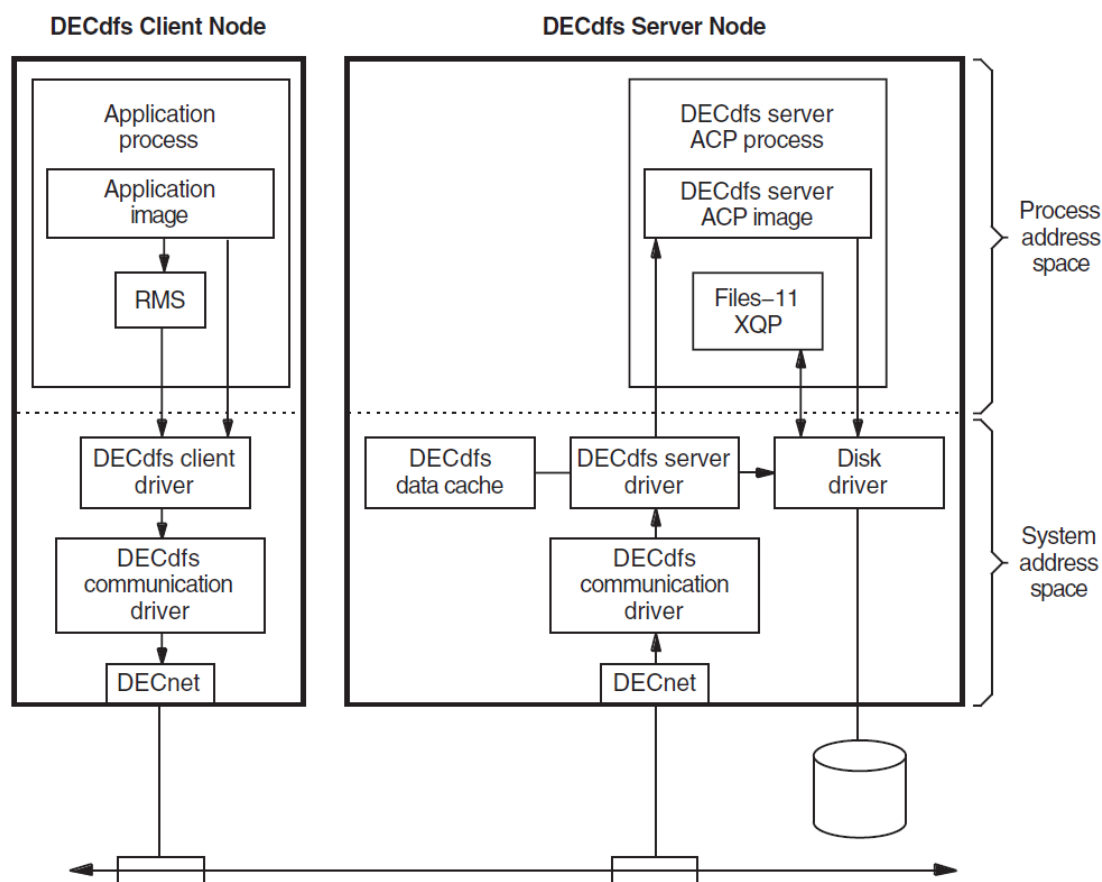 DECdfs Client Node
DECdfs Server Node
Application
process
Application
image
RMS
DECdfs client
driver
DECdfs
communication
driver
DECnet
DECdfs server
ACP process
DECdfs server
ACP image
Files–11
XQP
DECdfs
data cache
DECdfs server
driver
Disk
driver
DECdfs
communication
driver
DECnet
Process
address
space
System
address
space